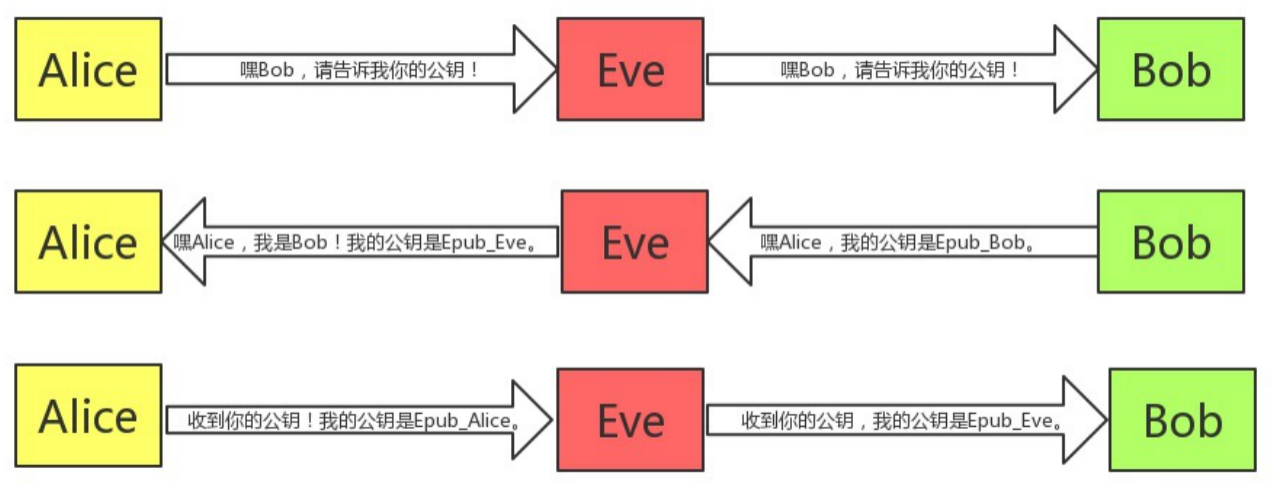 Alice
嘿Bob，请告诉我你的公钥！
Eve
嘿Bob，请告诉我你的公钥！
Bob
Alice
嘿Alice，我是Bob！我的公钥是Epub_Eve。
Eve
嘿Alice，我的公钥是Epub_Bob。
Bob
Alice
收到你的公钥！我的公钥是Epub_Alice。
Eve
收到你的公钥，我的公钥是Epub_Eve。
Bob